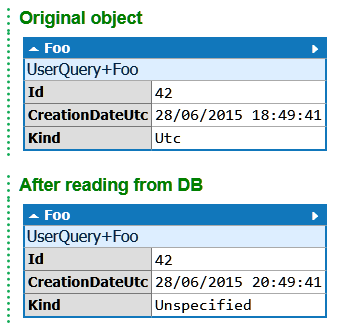 Original object
Foo
UserQuery+Foo
Id 42
CreationDateUtc 28/06/2015 18:49:41
Kind Utc
After reading from DB
Foo
UserQuery+Foo
Id 42
CreationDateUtc 28/06/2015 20:49:41
Kind Unspecified